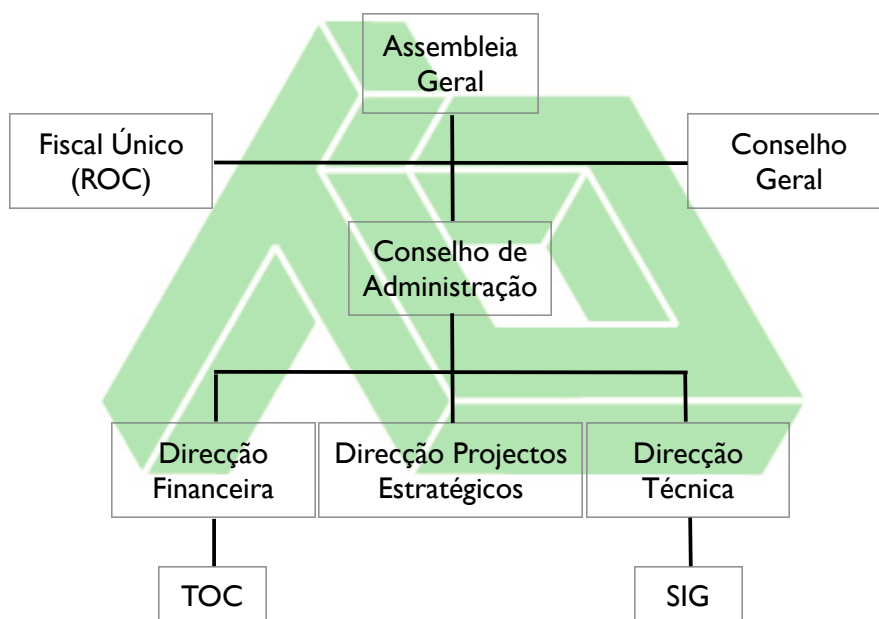 Assembleia
Geral
Fiscal Único
(ROC)
Conselho
Geral
Conselho de
Administração
Direcção
Financeira
Direcção Projectos
Estratégicos
Direcção
Técnica
TOC
SIG